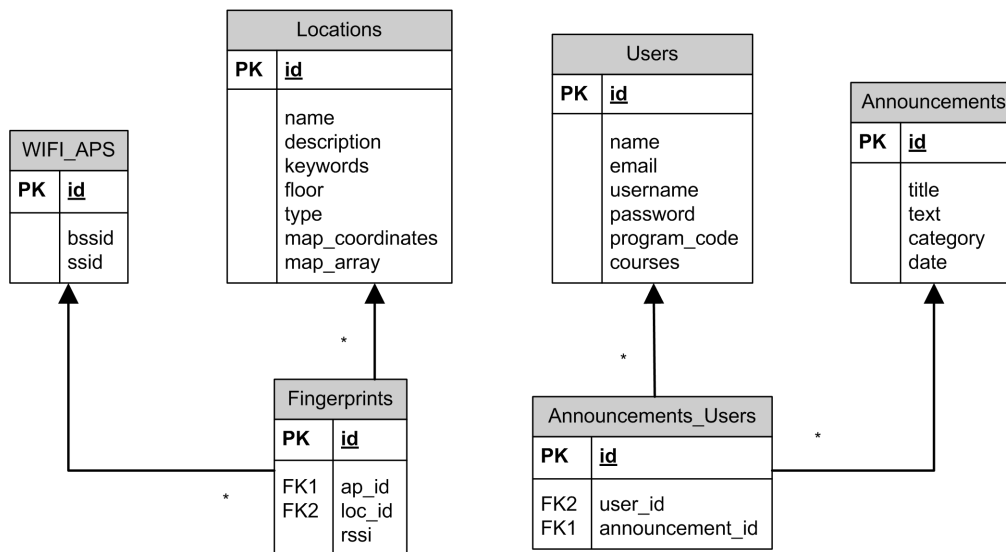 Locations
PK id
name
description
keywords
floor
type
map_coordinates
map_array
Users
PK id
name
email
username
password
program_code
courses
Announcements
PK id
title
text
category
date
WIFI_APS
PK id
bssid
ssid
*
*
*
*
Fingerprints
PK id
FK1 ap_id
FK2 loc_id
rssi
Announcements_Users
PK id
FK2 user_id
FK1 announcement_id